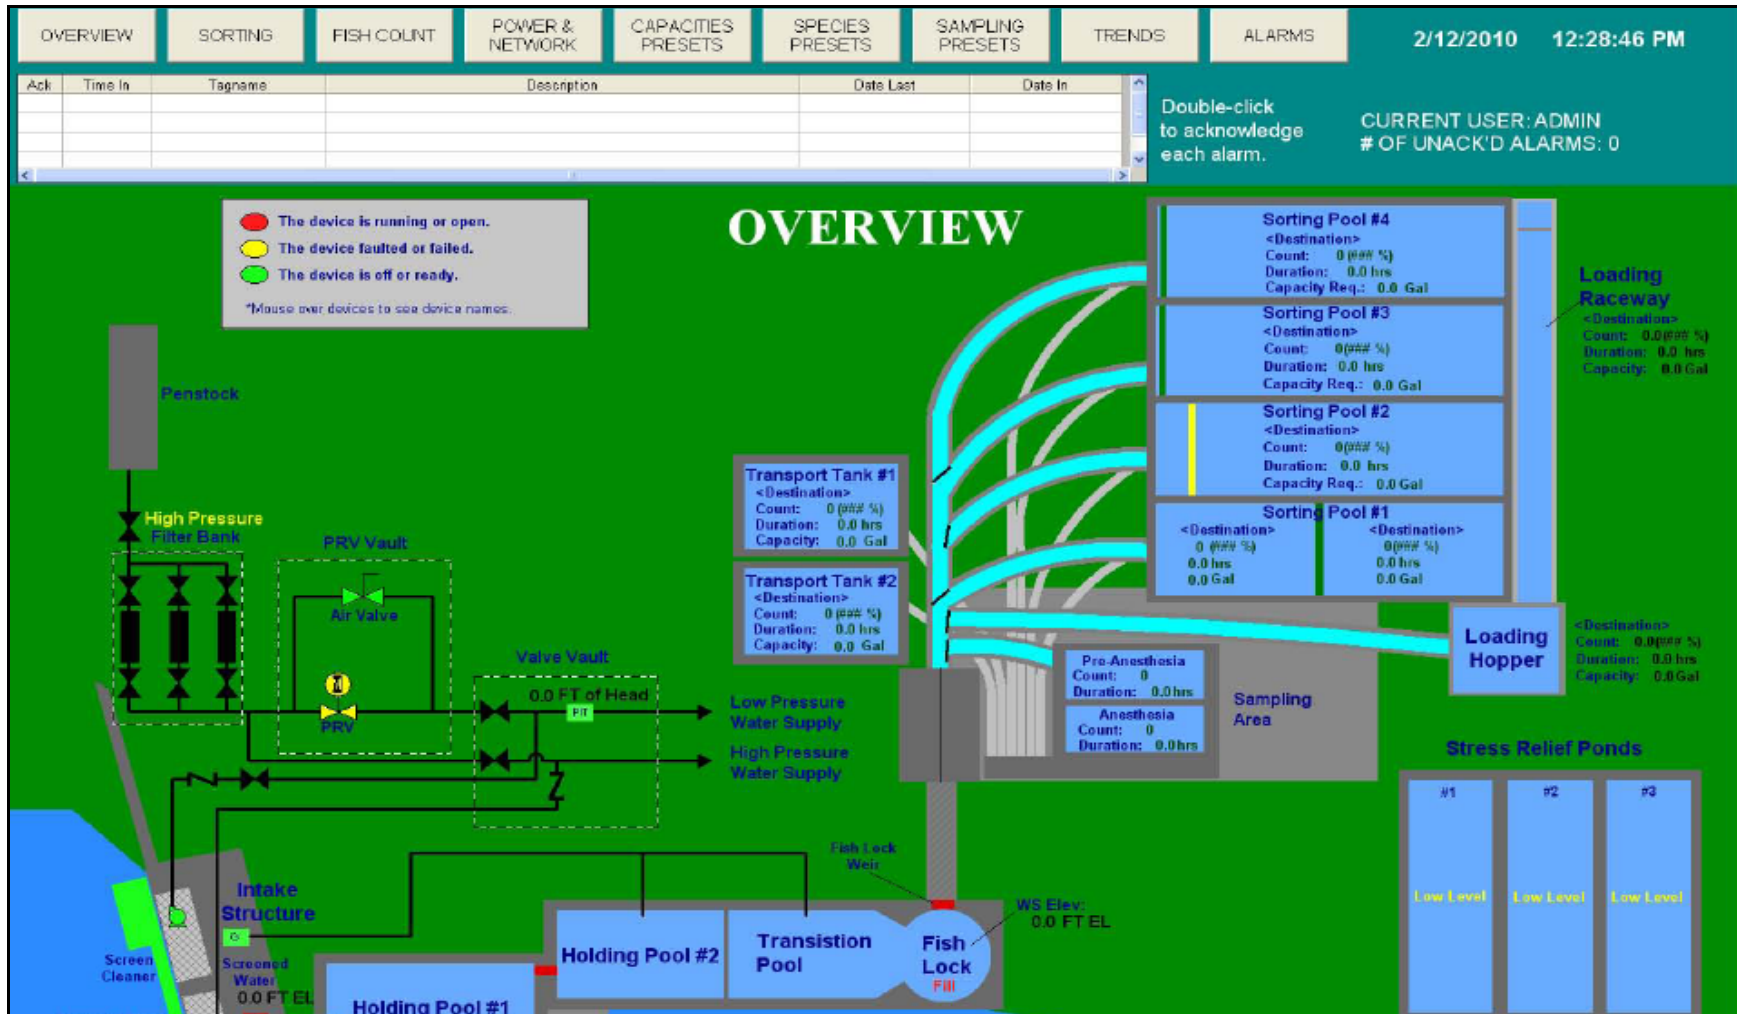 OVERVIEW
SORTING
FISH COUNT
POWER &
NETWORK
CAPACITIES
PRESETS
SPECIES
PRESETS
SAMPLING
PRESETS
TRENDS
ALARMS
2/12/2010 12:28:46 PM
Ack Time In Tagname Description Date Last Date In
Double-click
to acknowledge
each alarm.
CURRENT USER: ADMIN
# OF UNACK'D ALARMS: 0
The device is running or open.
The device faulted or failed.
The device is off or ready.
*Mouse over devices to see device names.
OVERVIEW
Sorting Pool #4
<Destination>
Count: 0 (### %)
Duration: 0.0 hrs
Capacity Req.: 0.0 Gal
Sorting Pool #3
<Destination>
Count: 0(### %)
Duration: 0.0 hrs
Capacity Req.: 0.0 Gal
Sorting Pool #2
<Destination>
Count: 0(### %)
Duration: 0.0 hrs
Capacity Req.: 0.0 Gal
Sorting Pool #1
<Destination> <Destination>
0 (### %) 0(### %)
0.0 hrs 0.0 hrs
0.0 Gal 0.0 Gal
Loading
Raceway
<Destination>
Count: 0.0(### %)
Duration: 0.0 hrs
Capacity: 0.0 Gal
Penstock
High Pressure
Filter Bank
PRV Vault
Air Valve
PRV
Transport Tank #1
<Destination>
Count: 0 (### %)
Duration: 0.0 hrs
Capacity: 0.0 Gal
Transport Tank #2
<Destination>
Count: 0 (### %)
Duration: 0.0 hrs
Capacity: 0.0 Gal
Valve Vault
0.0 FT of Head
PIT
Low Pressure
Water Supply
High Pressure
Water Supply
Pre-Anesthesia
Count: 0
Duration: 0.0 hrs
Anesthesia
Count: 0
Duration: 0.0 hrs
Sampling
Area
Loading
Hopper
<Destination>
Count: 0.0(### %)
Duration: 0.0 hrs
Capacity: 0.0 Gal
Stress Relief Ponds
#1 #2 #3
Low Level Low Level Low Level
Fish Lock
Weir
WS Elev:
0.0 FT EL
Intake
Structure
Screen
Cleaner
Screened
Water
0.0 FT EL
Holding Pool #2
Transistion
Pool
Fish
Lock
Fill
Holding Pool #1